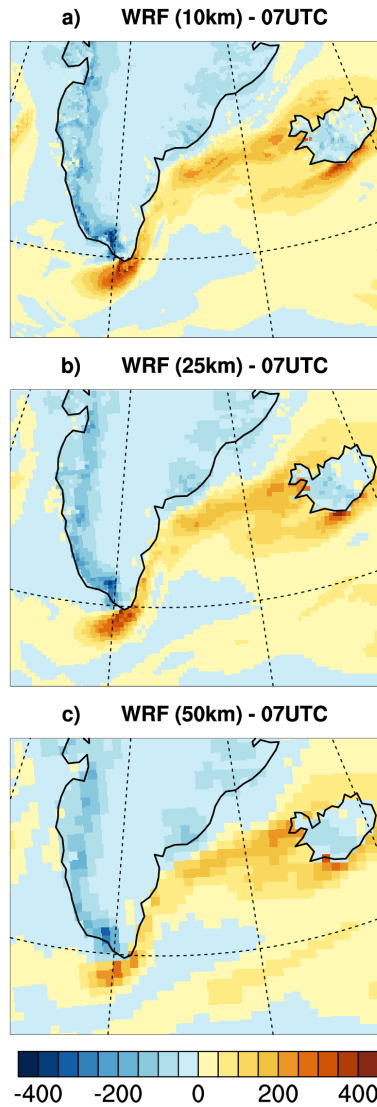 a) WRF (10km) - 07UTC
b) WRF (25km) - 07UTC
c) WRF (50km) - 07UTC
-400 -200 0 200 400